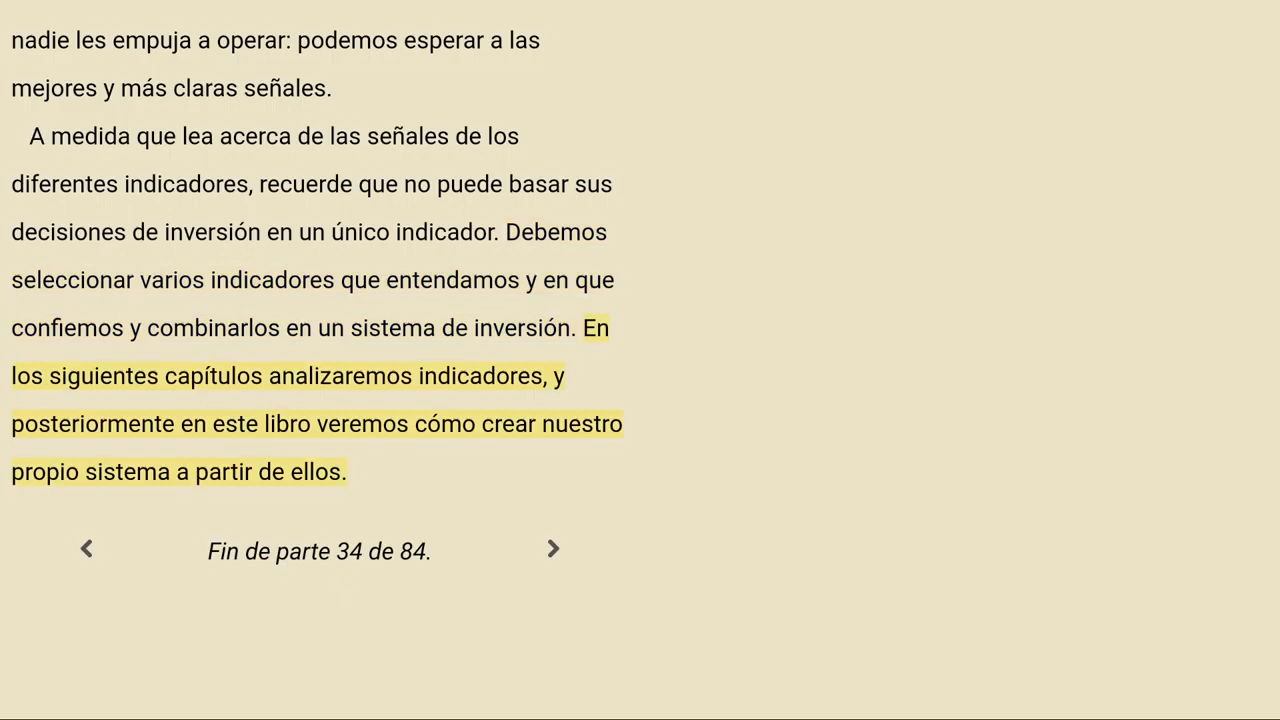 nadie les empuja a operar: podemos esperar a las
mejores y más claras señales.
A medida que lea acerca de las señales de los
diferentes indicadores, recuerde que no puede basar sus
decisiones de inversión en un único indicador. Debemos
seleccionar varios indicadores que entendamos y en que
confiemos y combinarlos en un sistema de inversión. En
los siguientes capítulos analizaremos indicadores, y
posteriormente en este libro veremos cómo crear nuestro
propio sistema a partir de ellos.
Fin de parte 34 de 84.